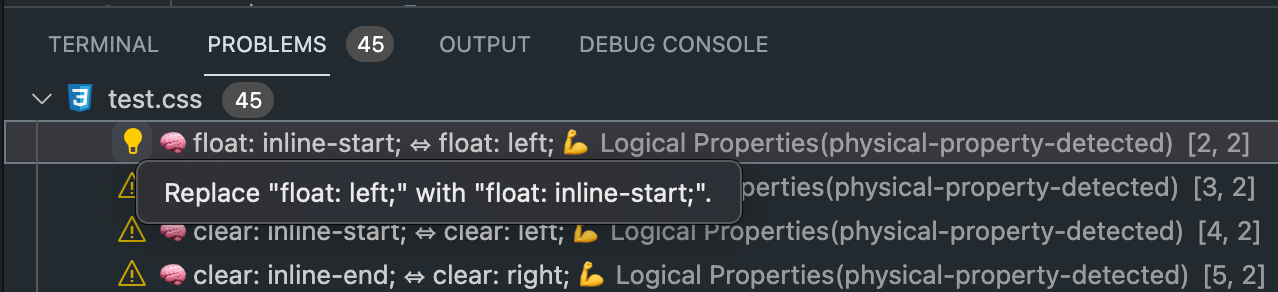 TERMINAL PROBLEMS 45 OUTPUT DEBUG CONSOLE
test.css 45
🧠 float: inline-start; ⇔ float: left; 💪 Logical Properties(physical-property-detected) [2, 2]
Replace "float: left;" with "float: inline-start;".
perties(physical-property-detected) [3, 2]
🧠 clear: inline-start; ⇔ clear: left; 💪 Logical Properties(physical-property-detected) [4, 2]
🧠 clear: inline-end; ⇔ clear: right; 💪 Logical Properties(physical-property-detected) [5, 2]